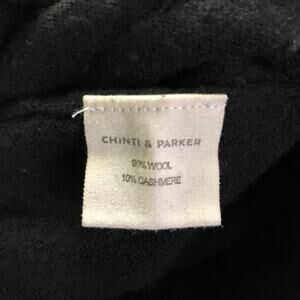 CHINTI & PARKER
90% WOOL
10% CASHMERE